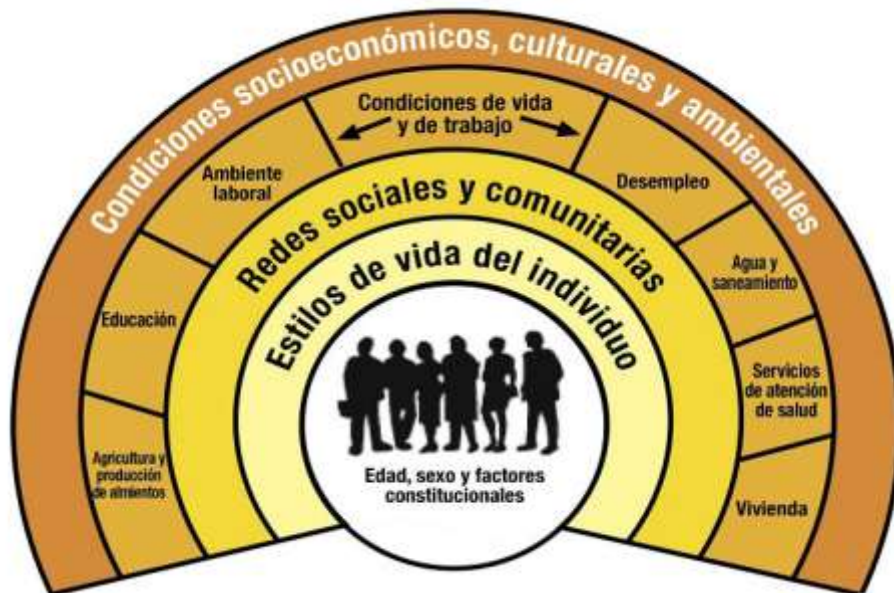 Condiciones socioeconómicos, culturales y ambientales
Condiciones de vida
y de trabajo
Ambiente
laboral
Desempleo
Redes sociales y comunitarias
Agua y
saneamiento
Estilos de vida del individuo
Educación
Servicios
de atención
de salud
Agricultura y
producción
de almientos
Edad, sexo y factores
constitucionales
Vivienda